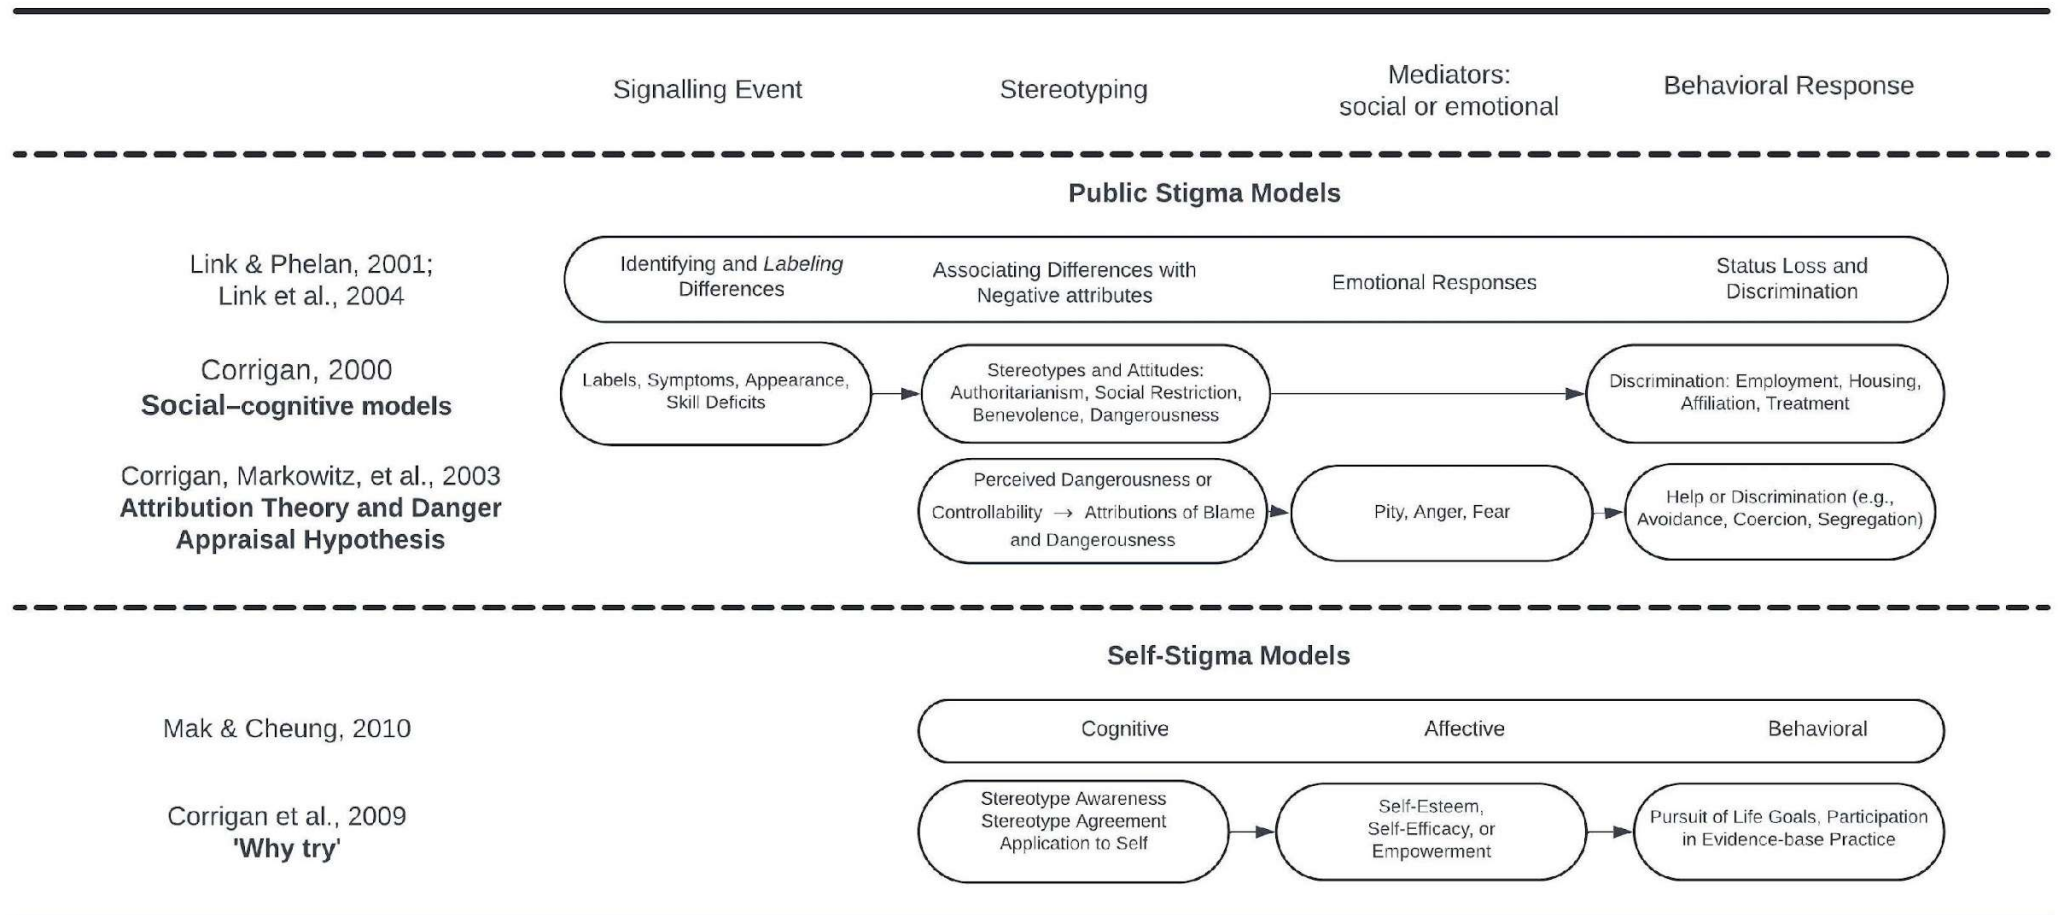 Signalling Event
Stereotyping
Mediators:
social or emotional
Behavioral Response
Public Stigma Models
Link & Phelan, 2001;
Link et al., 2004
Identifying and Labeling
Differences
Associating Differences with
Negative attributes
Emotional Responses
Status Loss and
Discrimination
Corrigan, 2000
Social–cognitive models
Labels, Symptoms, Appearance,
Skill Deficits
Stereotypes and Attitudes:
Authoritarianism, Social Restriction,
Benevolence, Dangerousness
Discrimination: Employment, Housing,
Affiliation, Treatment
Corrigan, Markowitz, et al., 2003
Attribution Theory and Danger
Appraisal Hypothesis
Perceived Dangerousness or
Controllability → Attributions of Blame
and Dangerousness
Pity, Anger, Fear
Help or Discrimination (e.g.,
Avoidance, Coercion, Segregation)
Self-Stigma Models
Mak & Cheung, 2010
Cognitive
Affective
Behavioral
Corrigan et al., 2009
'Why try'
Stereotype Awareness
Stereotype Agreement
Application to Self
Self-Esteem,
Self-Efficacy, or
Empowerment
Pursuit of Life Goals, Participation
in Evidence-base Practice